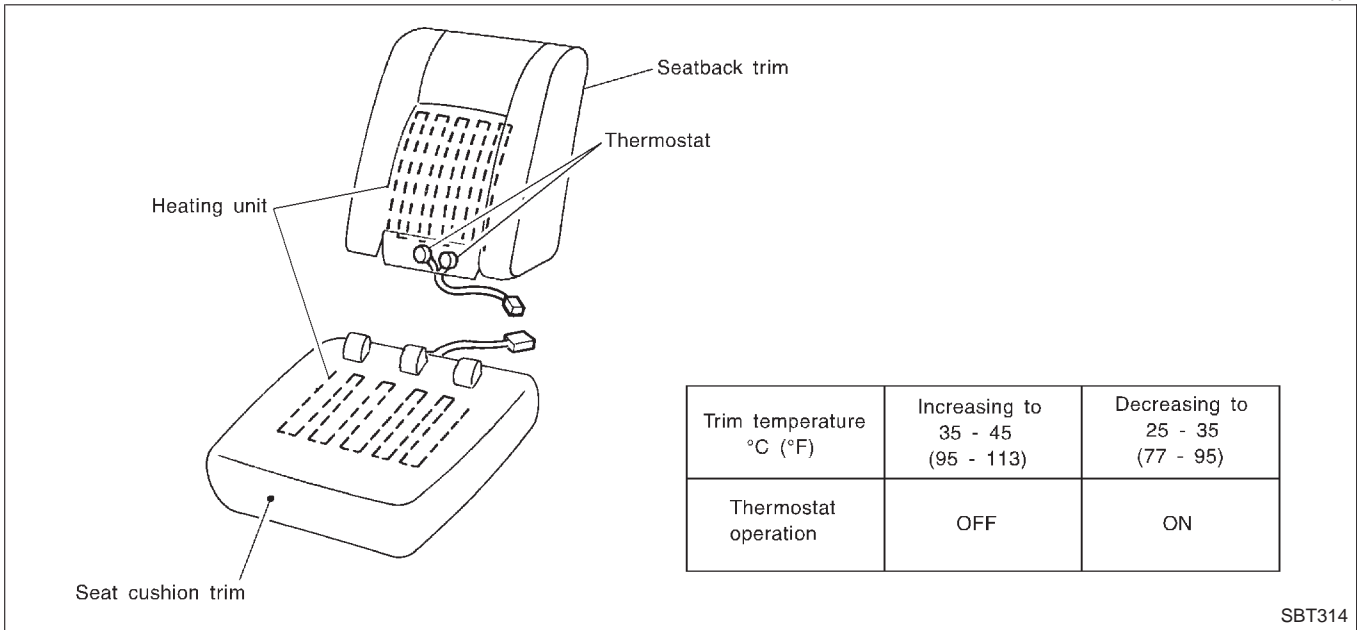 Seatback trim
Thermostat
Heating unit
Seat cushion trim
Trim temperature
°C (°F)
Increasing to
35 - 45
(95 - 113)
Decreasing to
25 - 35
(77 - 95)
Thermostat
operation
OFF
ON
SBT314